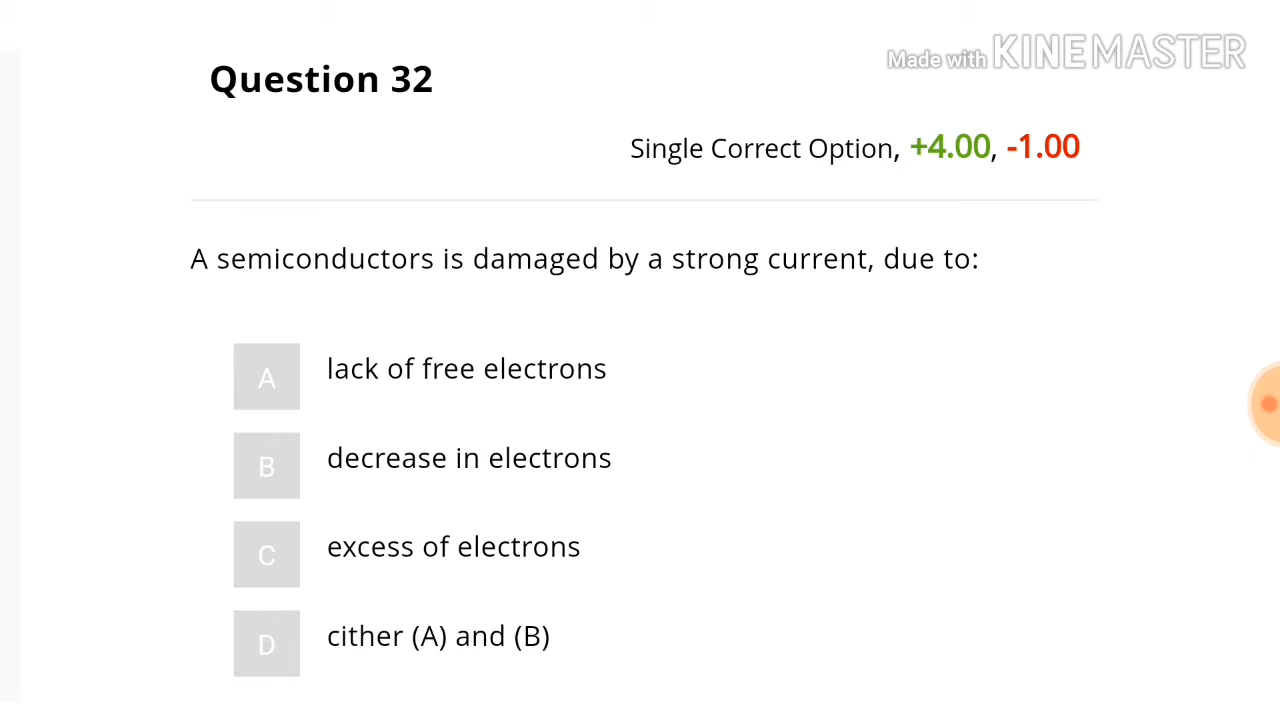 Made with KINEMASTER
Question 32
Single Correct Option, +4.00, -1.00
A semiconductors is damaged by a strong current, due to:
A lack of free electrons
B decrease in electrons
C excess of electrons
D cither (A) and (B)